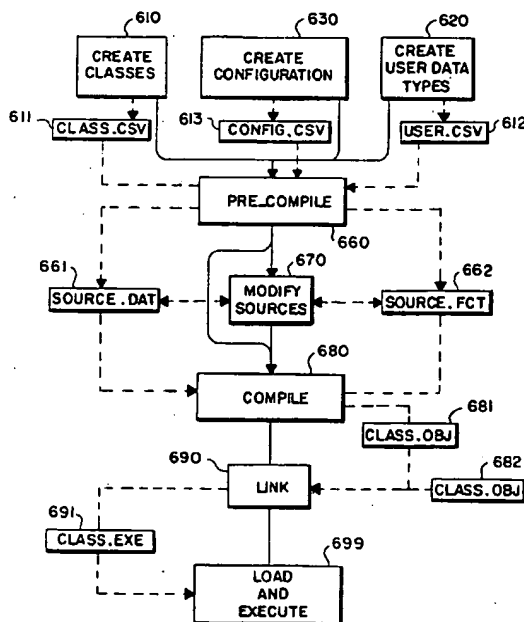 610
630
620
CREATE
CLASSES
CREATE
CONFIGURATION
CREATE
USER DATA
TYPES
611
CLASS.CSV
613
CONFIG.CSV
USER.CSV
612
PRE_COMPILE
660
661
670
662
SOURCE.DAT
MODIFY
SOURCES
SOURCE.FCT
680
COMPILE
681
CLASS.OBJ
690
682
LINK
CLASS.OBJ
691
CLASS.EXE
699
LOAD
AND
EXECUTE